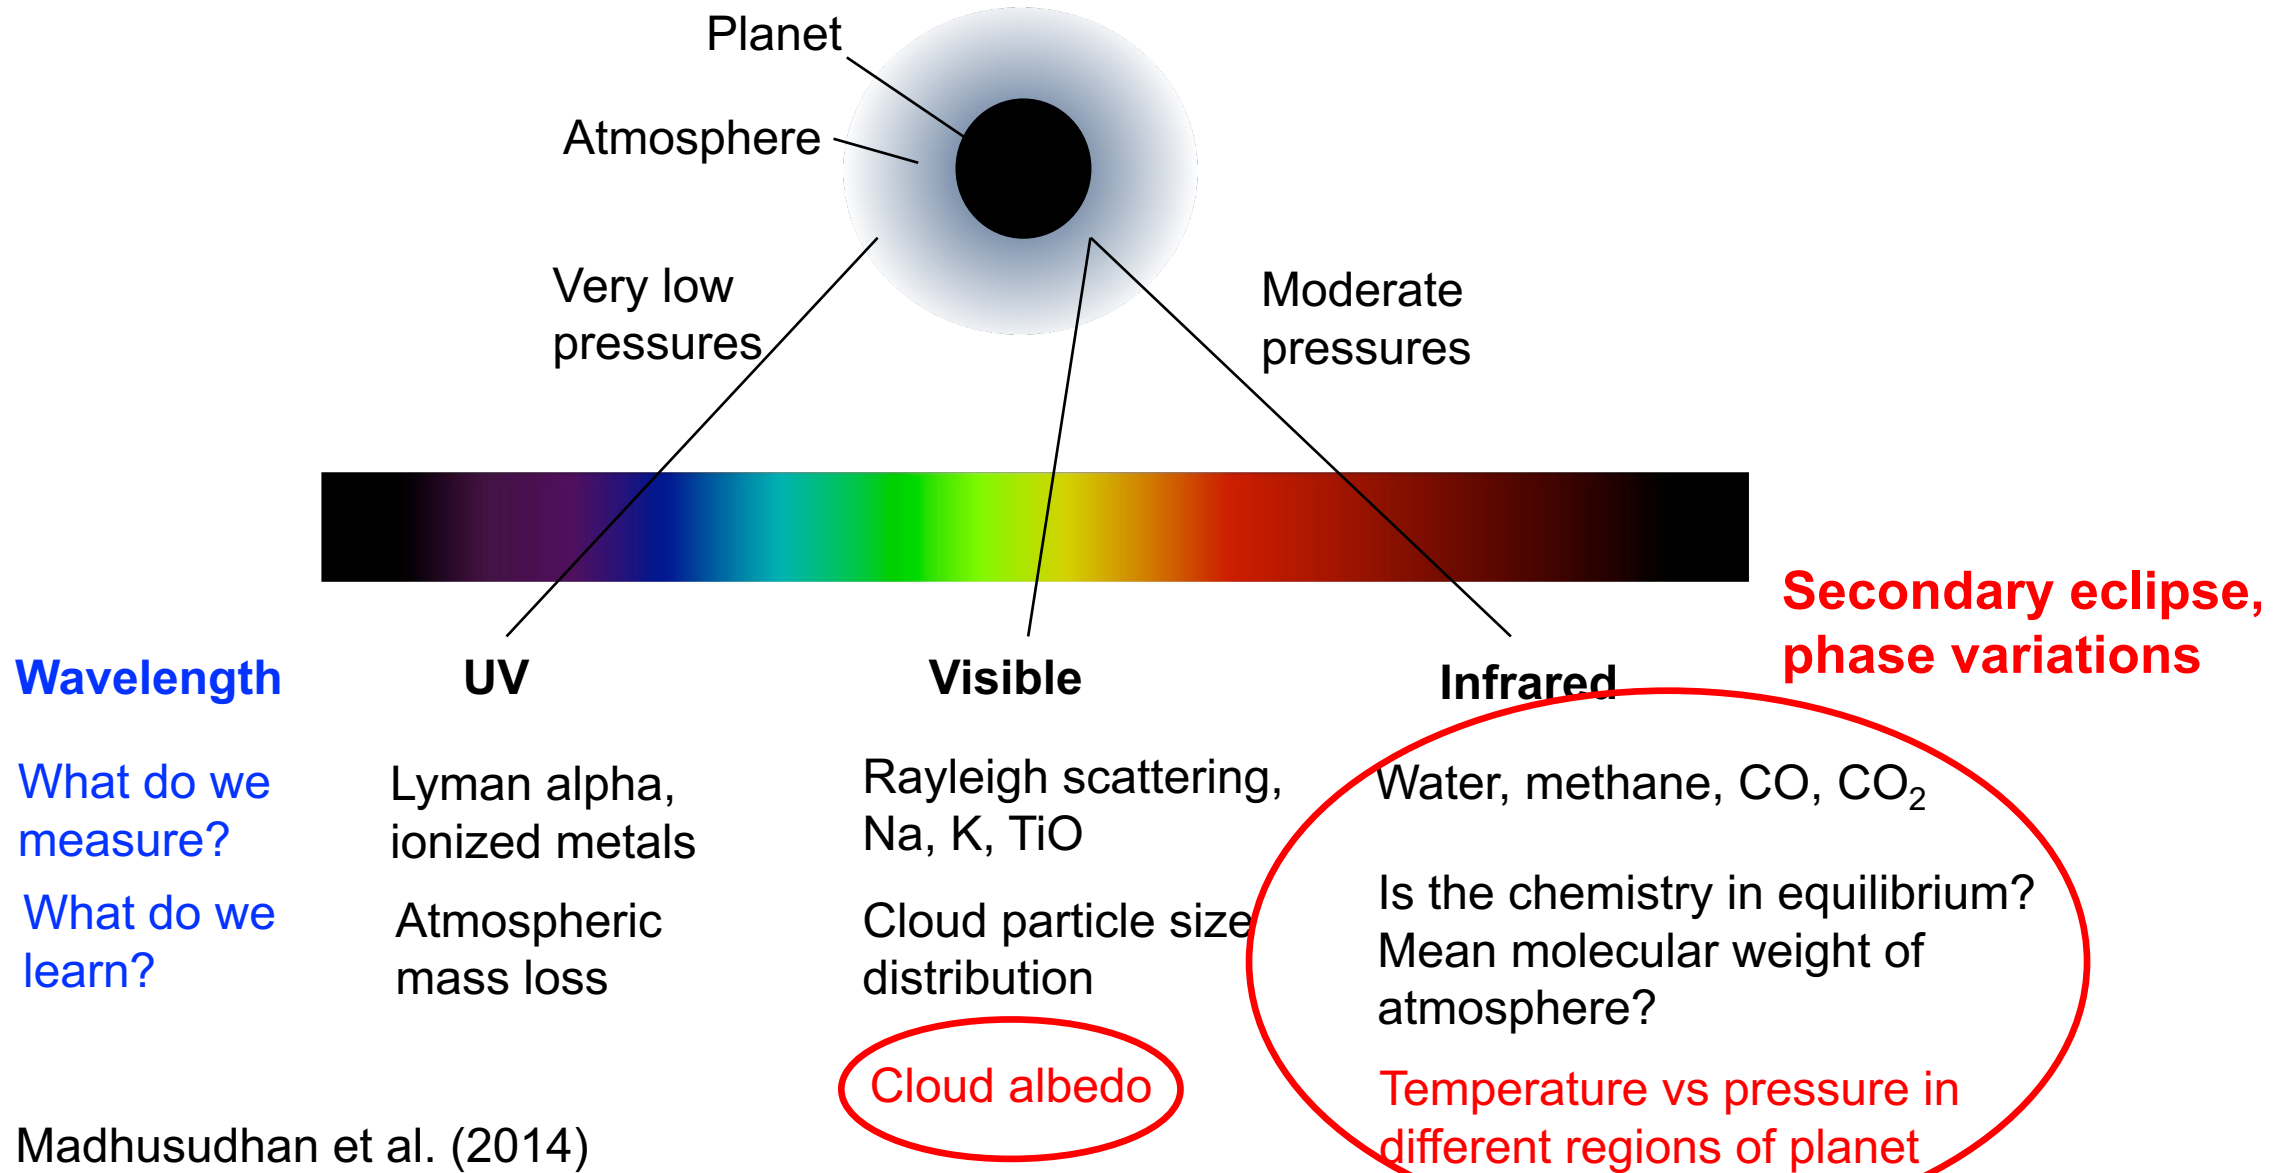 Planet
Atmosphere
Very low
pressures
Moderate
pressures
Secondary eclipse,
phase variations
Wavelength
UV
Visible
Infrared
What do we
measure?
Lyman alpha,
ionized metals
Rayleigh scattering,
Na, K, TiO
Water, methane, CO, CO₂
What do we
learn?
Atmospheric
mass loss
Cloud particle size
distribution
Is the chemistry in equilibrium?
Mean molecular weight of
atmosphere?
Cloud albedo
Temperature vs pressure in
different regions of planet
Madhusudhan et al. (2014)